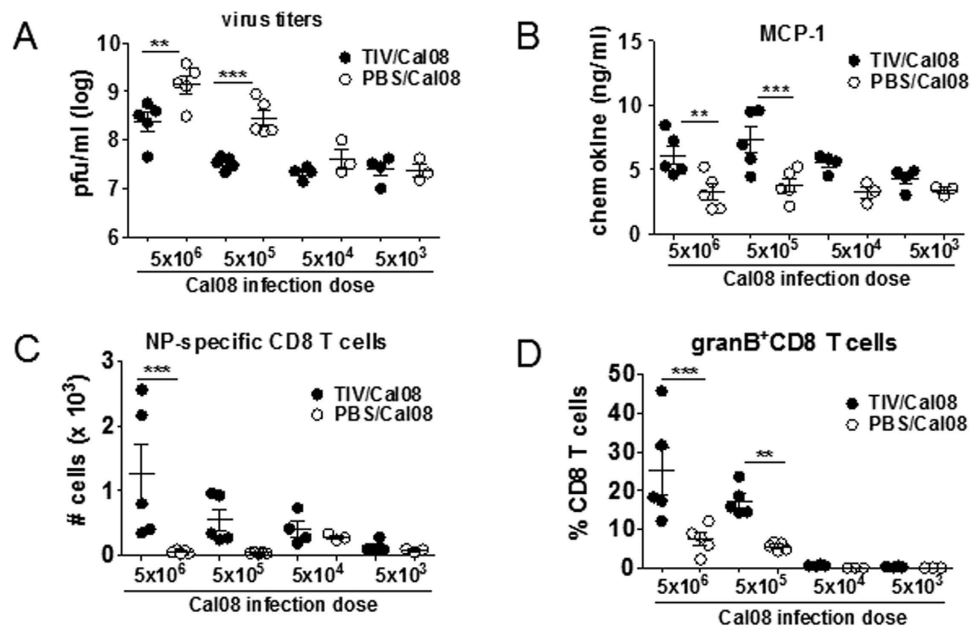 A
virus titers
**
***
TIV/Cal08
PBS/Cal08
pfu/ml (log)
10
9
8
7
6
5x10⁶ 5x10⁵ 5x10⁴ 5x10³
Cal08 infection dose
B
MCP-1
**
***
TIV/Cal08
PBS/Cal08
chemokine (ng/ml)
15
10
5
0
5x10⁶ 5x10⁵ 5x10⁴ 5x10³
Cal08 infection dose
C
NP-specific CD8 T cells
***
TIV/Cal08
PBS/Cal08
# cells (x 10³)
3
2
1
0
5x10⁶ 5x10⁵ 5x10⁴ 5x10³
Cal08 infection dose
D
granB⁺CD8 T cells
***
**
TIV/Cal08
PBS/Cal08
% CD8 T cells
50
40
30
20
10
0
5x10⁶ 5x10⁵ 5x10⁴ 5x10³
Cal08 infection dose